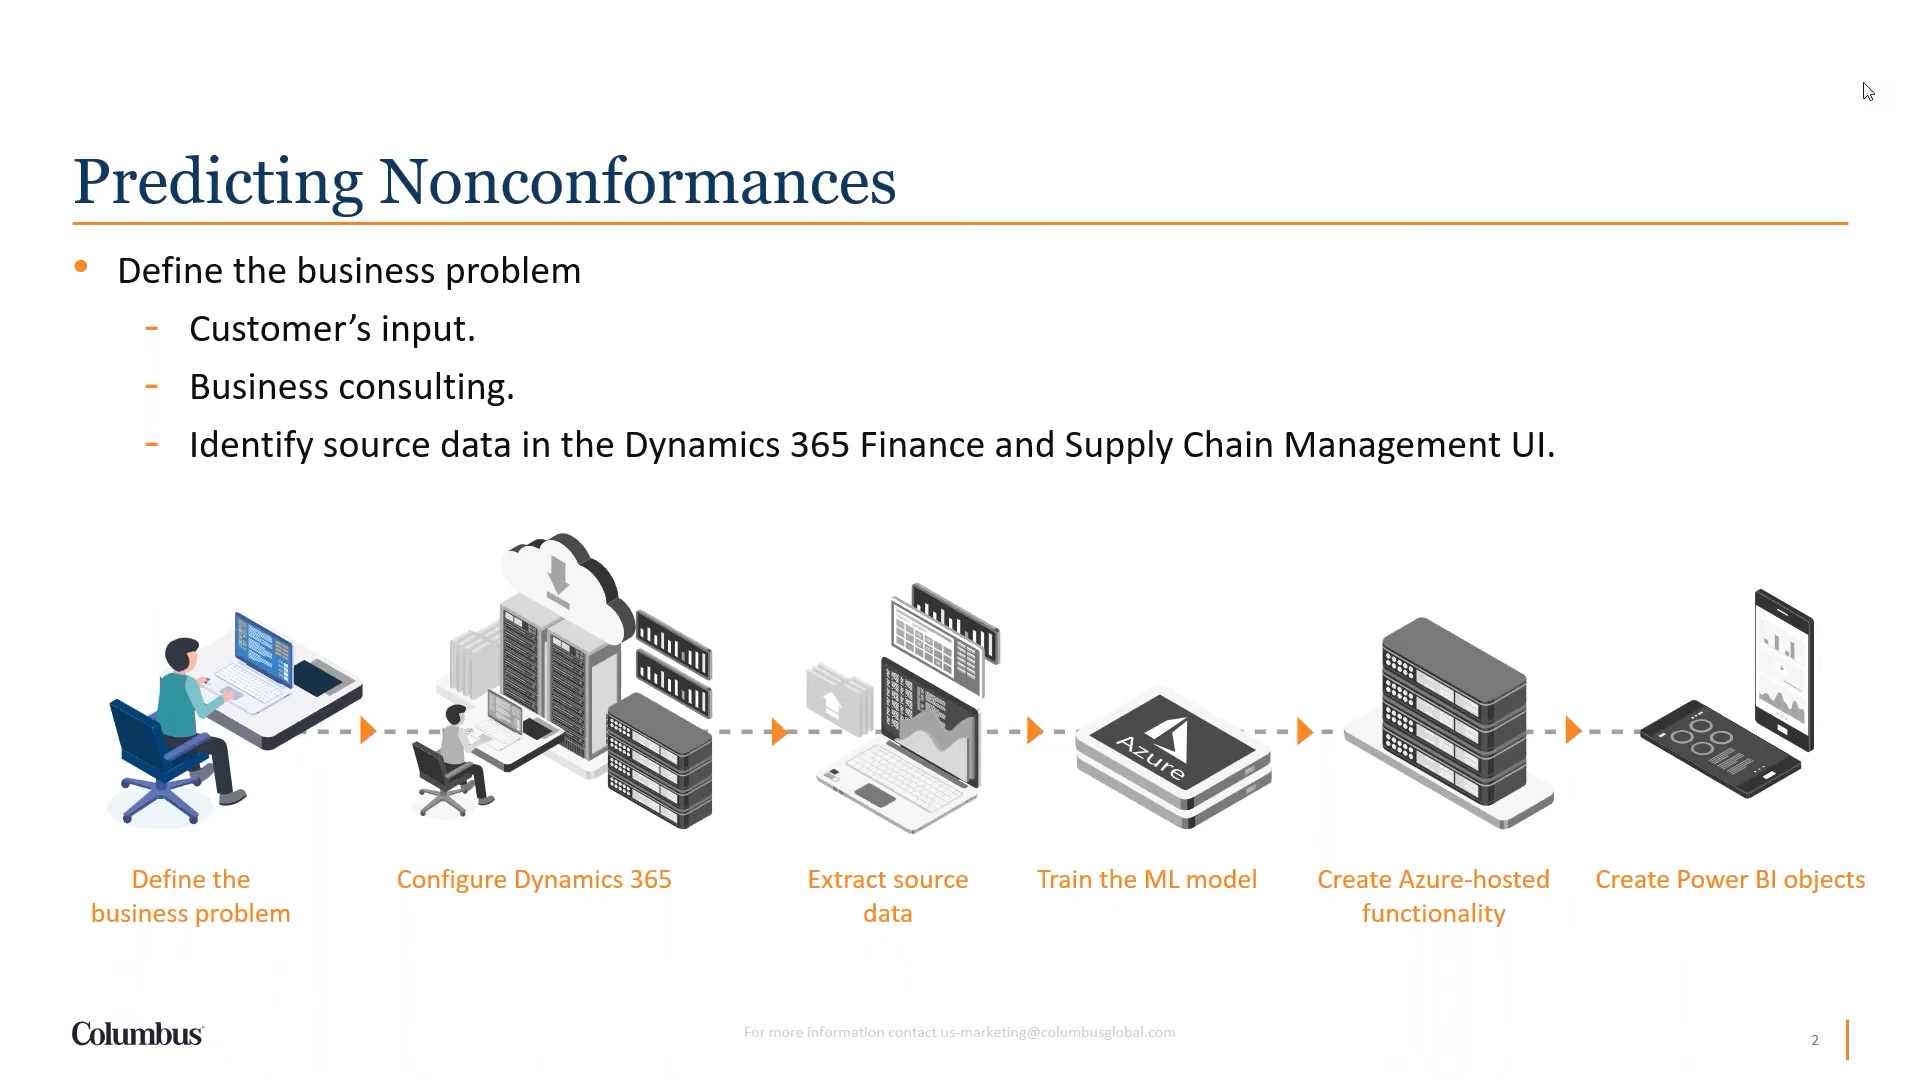 Predicting Nonconformances
• Define the business problem
- Customer’s input.
- Business consulting.
- Identify source data in the Dynamics 365 Finance and Supply Chain Management UI.
Azure
Define the
business problem
Configure Dynamics 365
Extract source
data
Train the ML model
Create Azure-hosted
functionality
Create Power BI objects
Columbus
For more information contact us-marketing@columbusglobal.com
2